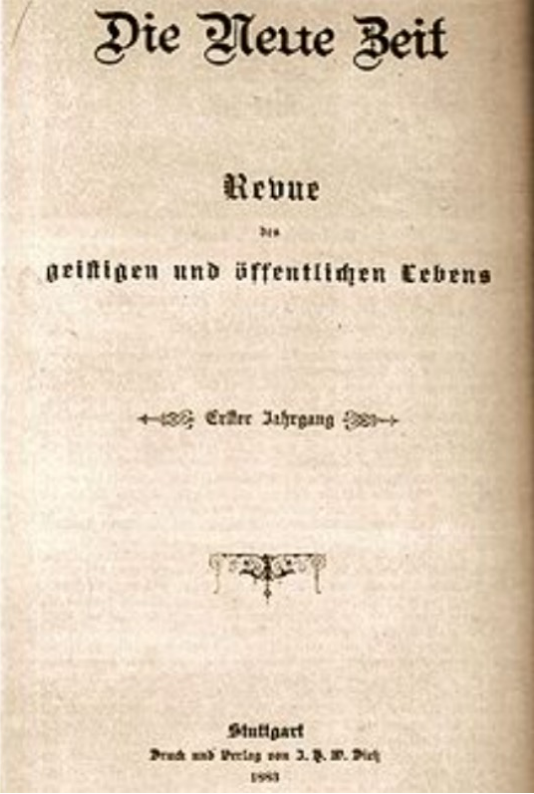 Die Neue Zeit
Revue
des
geistigen und öffentlichen Lebens
Erster Jahrgang
Stuttgart
Druck und Verlag von J. H. W. Dietz
1883